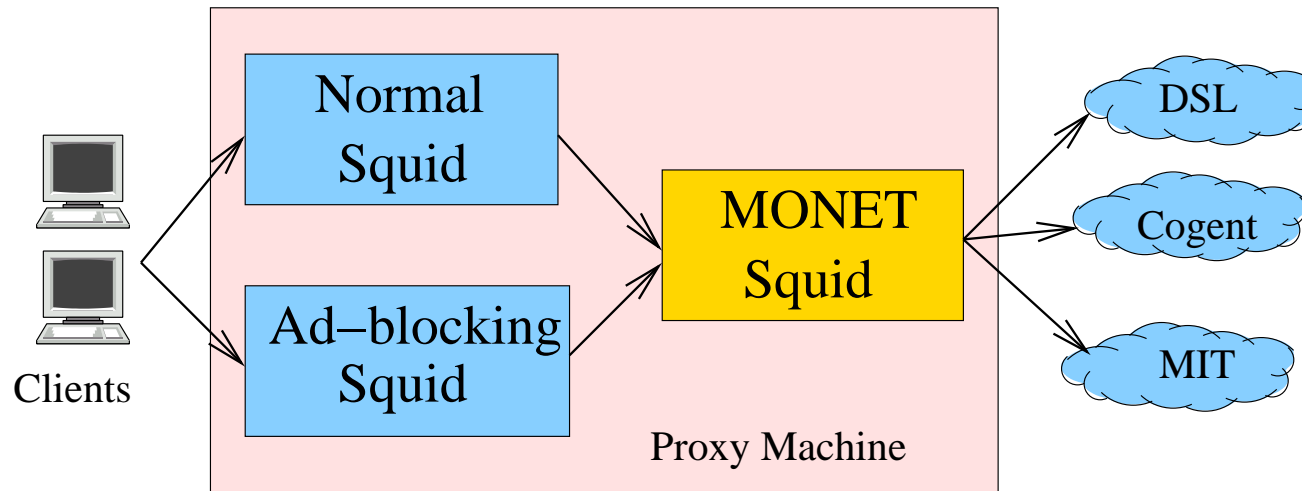 Normal
Squid
Ad–blocking
Squid
Clients
MONET
Squid
Proxy Machine
DSL
Cogent
MIT